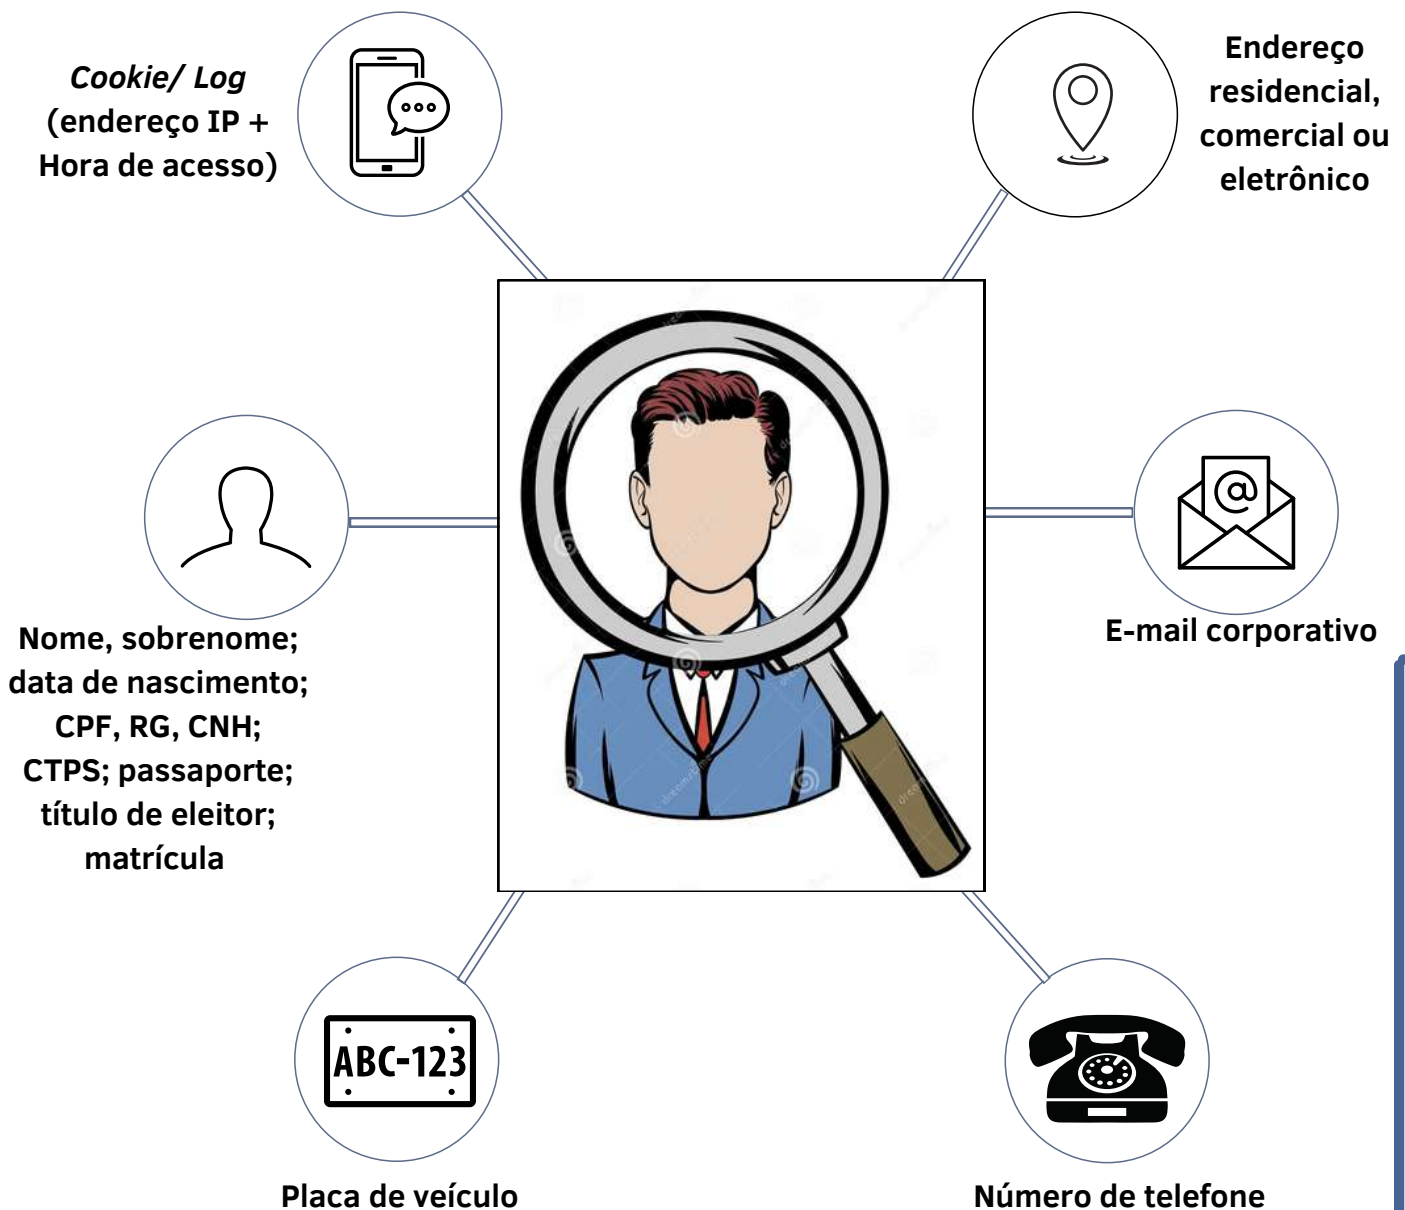 Cookie/ Log
(endereço IP +
Hora de acesso)
Endereço
residencial,
comercial ou
eletrônico
@
Nome, sobrenome;
data de nascimento;
CPF, RG, CNH;
CTPS; passaporte;
título de eleitor;
matrícula
E-mail corporativo
dreamstime
ABC-123
Placa de veículo
Número de telefone